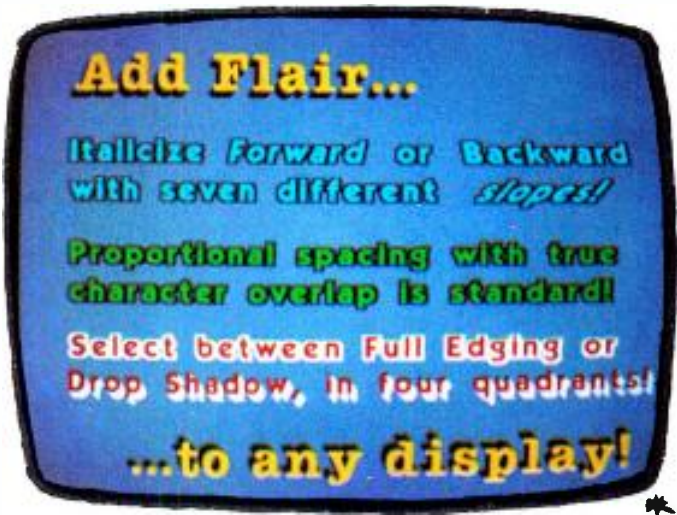 Add Flair...
Italicize Forward or Backward
with seven different slopes!
Proportional spacing with true
character overlap is standard!
Select between Full Edging or
Drop Shadow, in four quadrants!
...to any display!